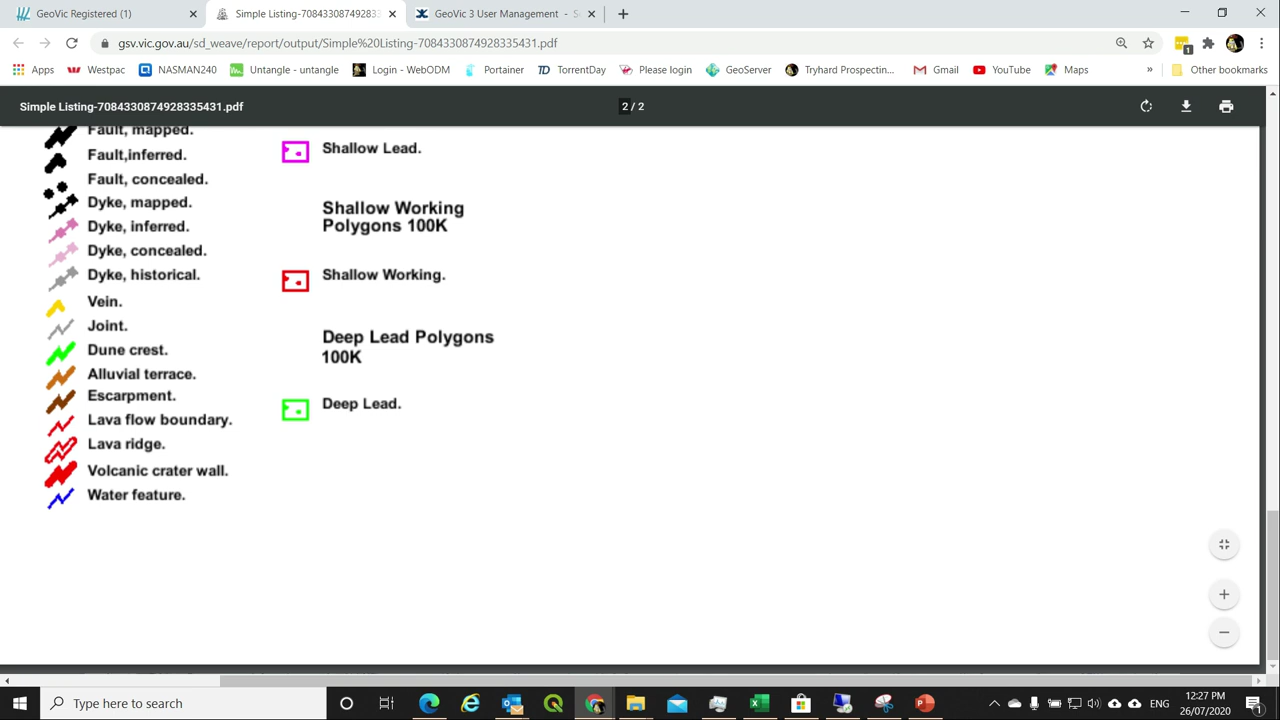 GeoVic Registered (1)
Simple Listing-7084330874928335
GeoVic 3 User Management - S
gsv.vic.gov.au/sd_weave/report/output/Simple%20Listing-7084330874928335431.pdf
1
Apps
Westpac
NASMAN240
Untangle - untangle
Login - WebODM
Portainer
TD TorrentDay
Please login
GeoServer
Tryhard Prospectin...
Gmail
YouTube
Maps
»
Other bookmarks
Simple Listing-7084330874928335431.pdf
2 / 2
Fault, mapped.
Fault,inferred.
Fault, concealed.
Dyke, mapped.
Dyke, inferred.
Dyke, concealed.
Dyke, historical.
Vein.
Joint.
Dune crest.
Alluvial terrace.
Escarpment.
Lava flow boundary.
Lava ridge.
Volcanic crater wall.
Water feature.
Shallow Lead.
Shallow Working
Polygons 100K
Shallow Working.
Deep Lead Polygons
100K
Deep Lead.
Type here to search
ENG
12:27 PM
26/07/2020
1